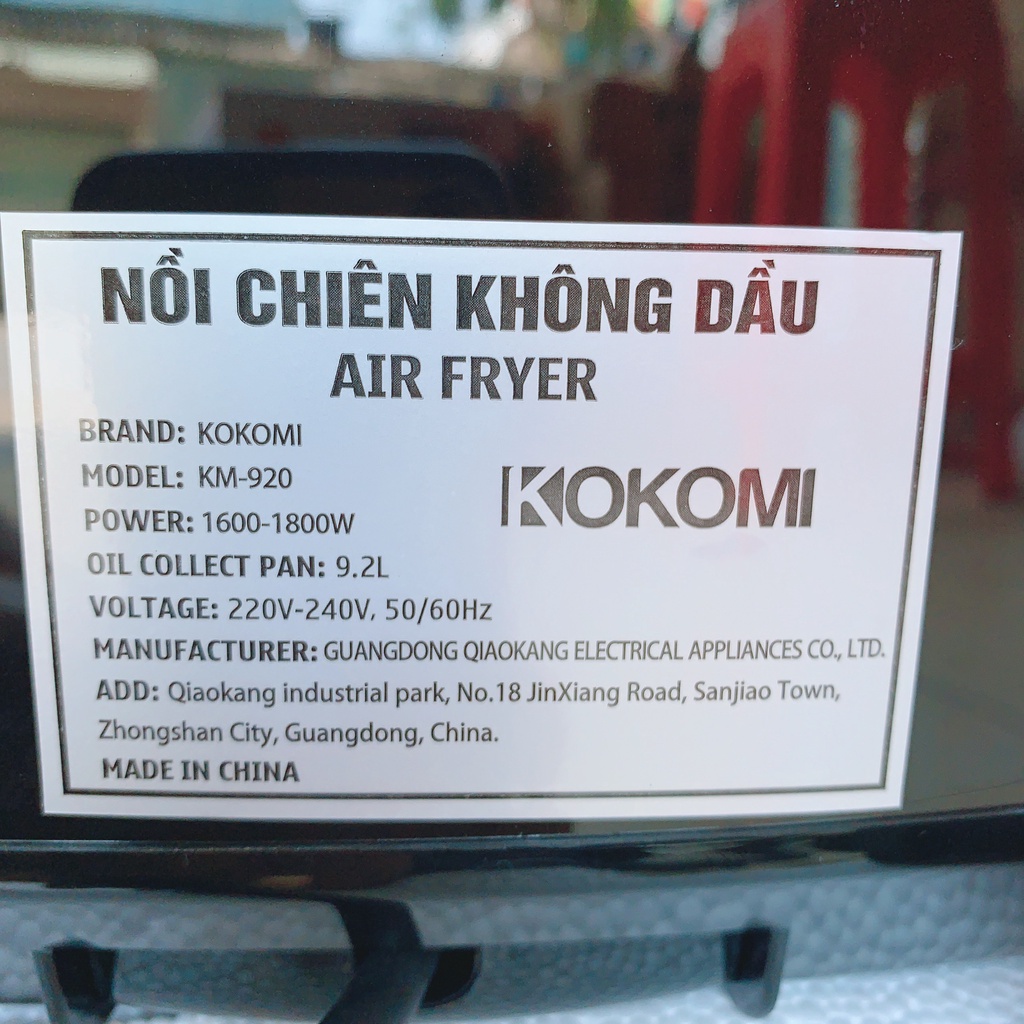 NỒI CHIÊN KHÔNG DẦU
AIR FRYER
BRAND: KOKOMI
MODEL: KM-920
POWER: 1600-1800W
KOKOMI
OIL COLLECT PAN: 9.2L
VOLTAGE: 220V-240V, 50/60Hz
MANUFACTURER: GUANGDONG QIAOKANG ELECTRICAL APPLIANCES CO., LTD.
ADD: Qiaokang industrial park, No.18 JinXiang Road, Sanjiao Town,
Zhongshan City, Guangdong, China.
MADE IN CHINA